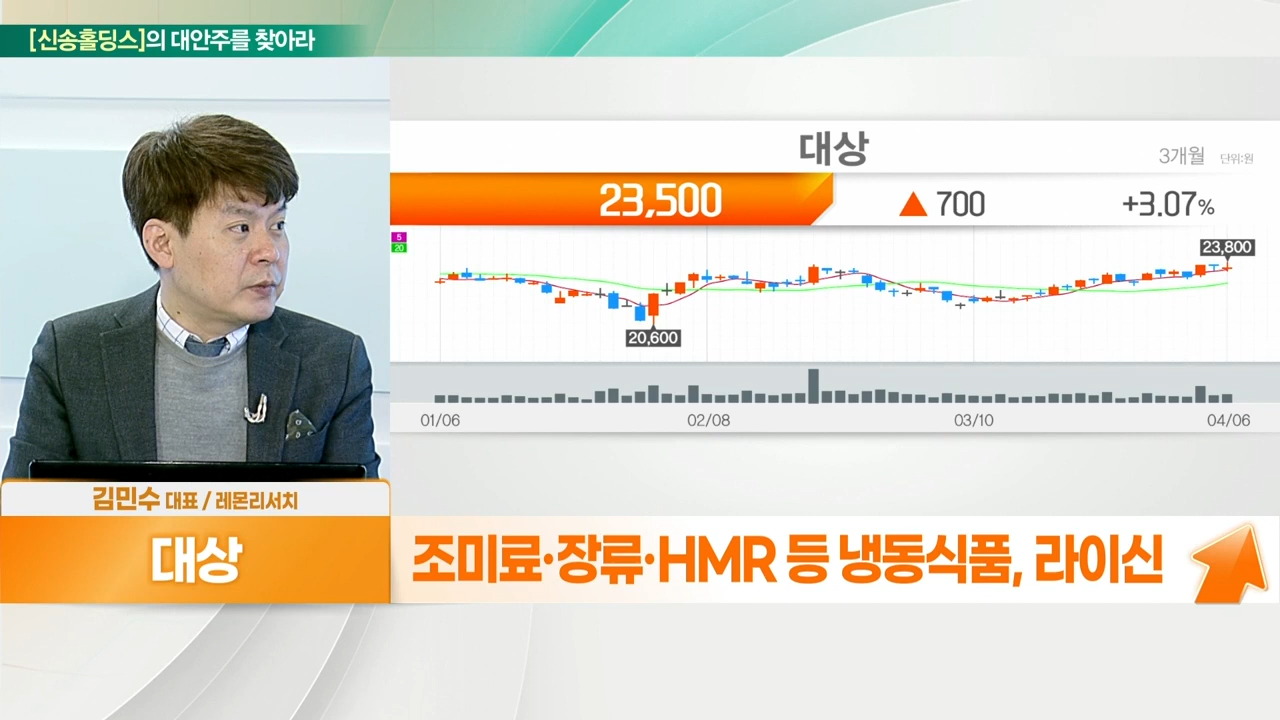 [신송홀딩스]의 대안주를 찾아라
대상
3개월 단위:원
23,500 ▲ 700 +3.07%
5
20
23,800
20,600
01/06 02/08 03/10 04/06
김민수 대표 / 레몬리서치
대상
조미료·장류·HMR 등 냉동식품, 라이신